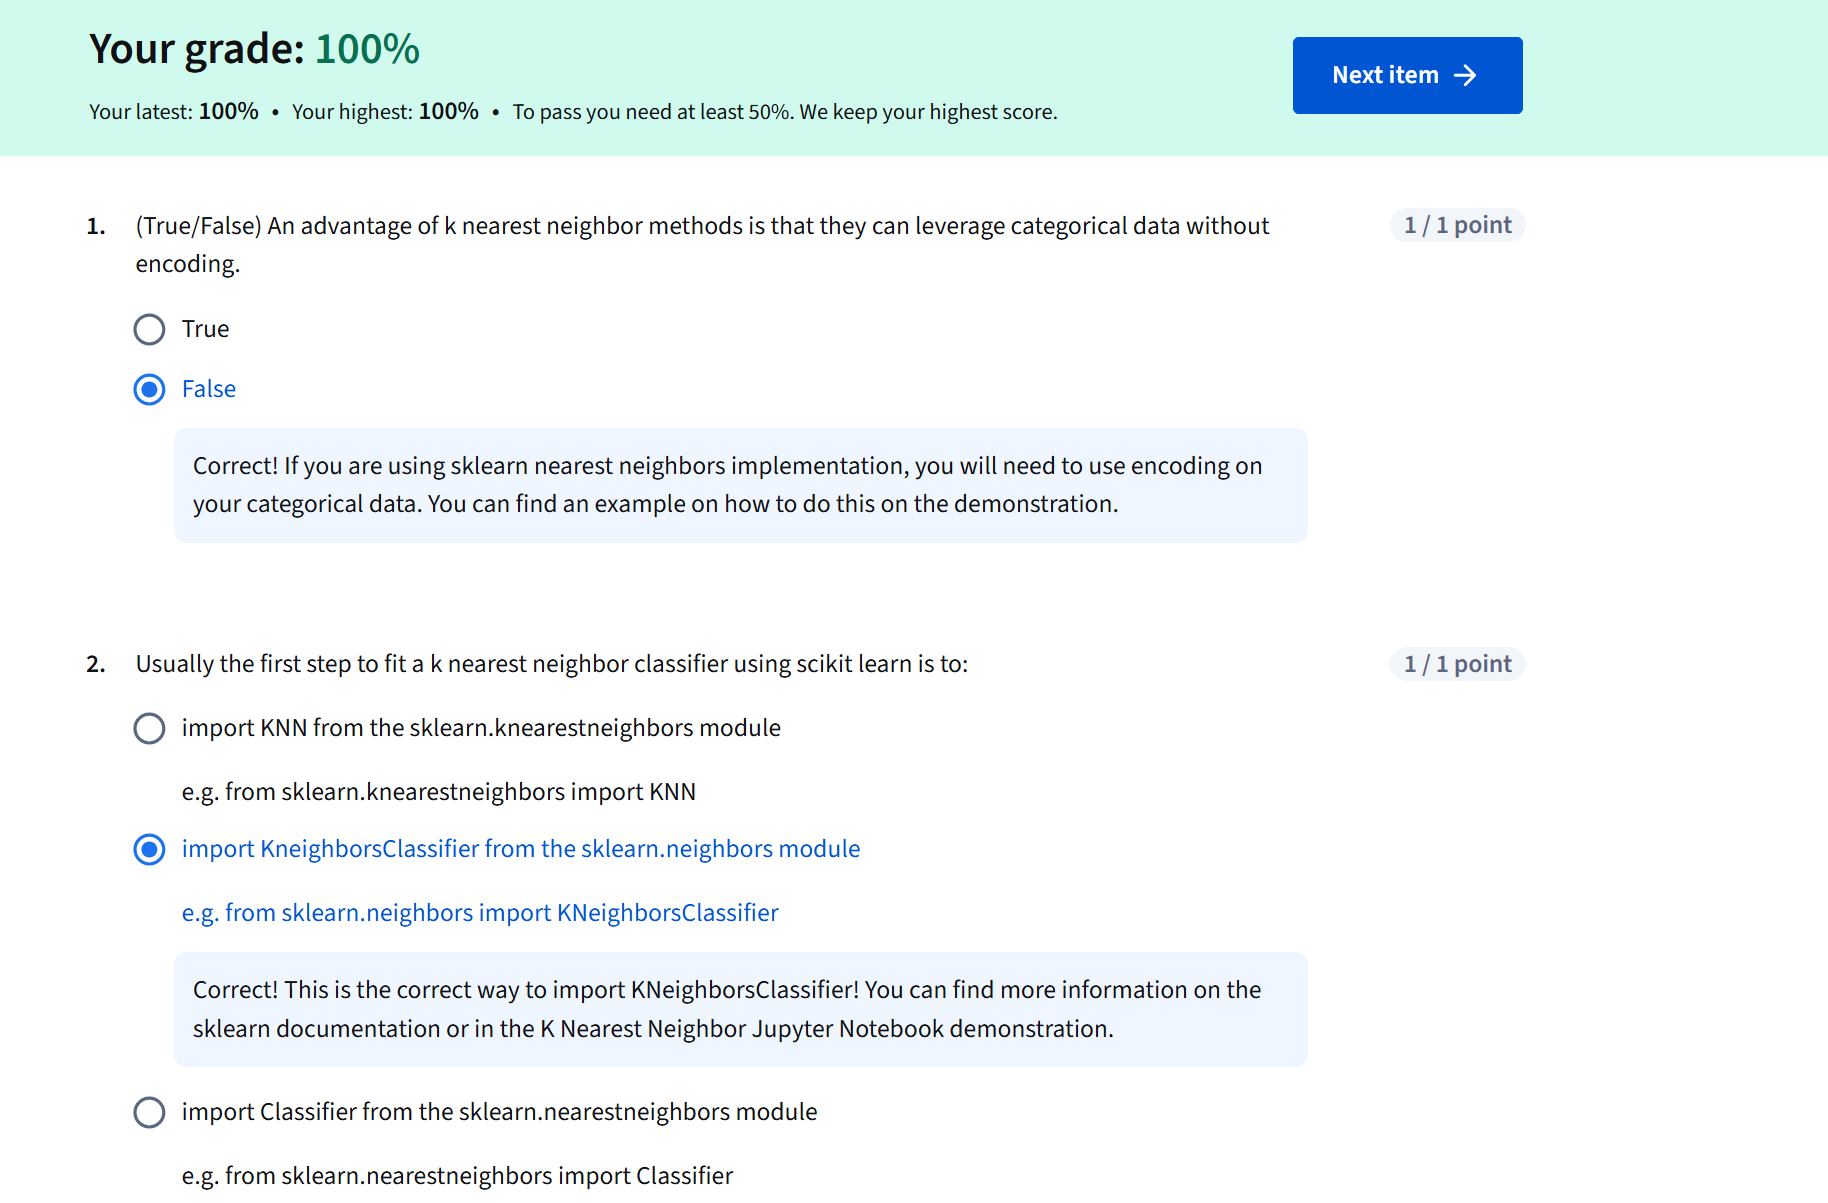 Your grade: 100%
Next item →
Your latest: 100% • Your highest: 100% • To pass you need at least 50%. We keep your highest score.
1. (True/False) An advantage of k nearest neighbor methods is that they can leverage categorical data without
encoding.
1 / 1 point
True
False
Correct! If you are using sklearn nearest neighbors implementation, you will need to use encoding on
your categorical data. You can find an example on how to do this on the demonstration.
2. Usually the first step to fit a k nearest neighbor classifier using scikit learn is to:
1 / 1 point
import KNN from the sklearn.knearestneighbors module
e.g. from sklearn.knearestneighbors import KNN
import KneighborsClassifier from the sklearn.neighbors module
e.g. from sklearn.neighbors import KNeighborsClassifier
Correct! This is the correct way to import KNeighborsClassifier! You can find more information on the
sklearn documentation or in the K Nearest Neighbor Jupyter Notebook demonstration.
import Classifier from the sklearn.nearestneighbors module
e.g. from sklearn.nearestneighbors import Classifier